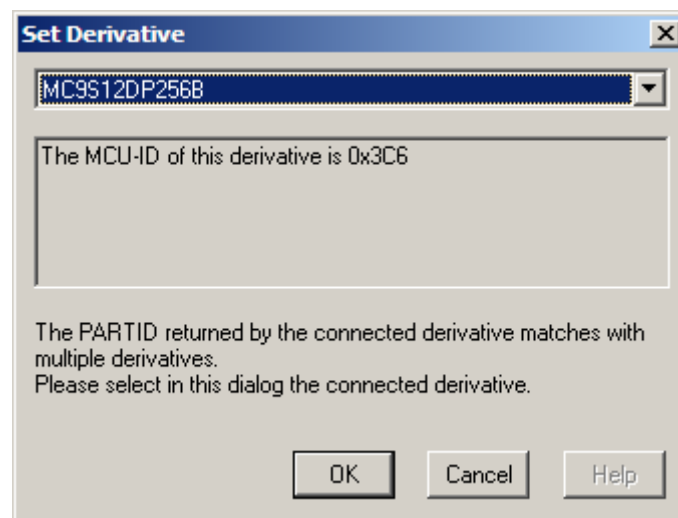 Set Derivative
MC9S12DP256B
The MCU-ID of this derivative is 0x3C6
The PARTID returned by the connected derivative matches with
multiple derivatives.
Please select in this dialog the connected derivative.
OK Cancel Help